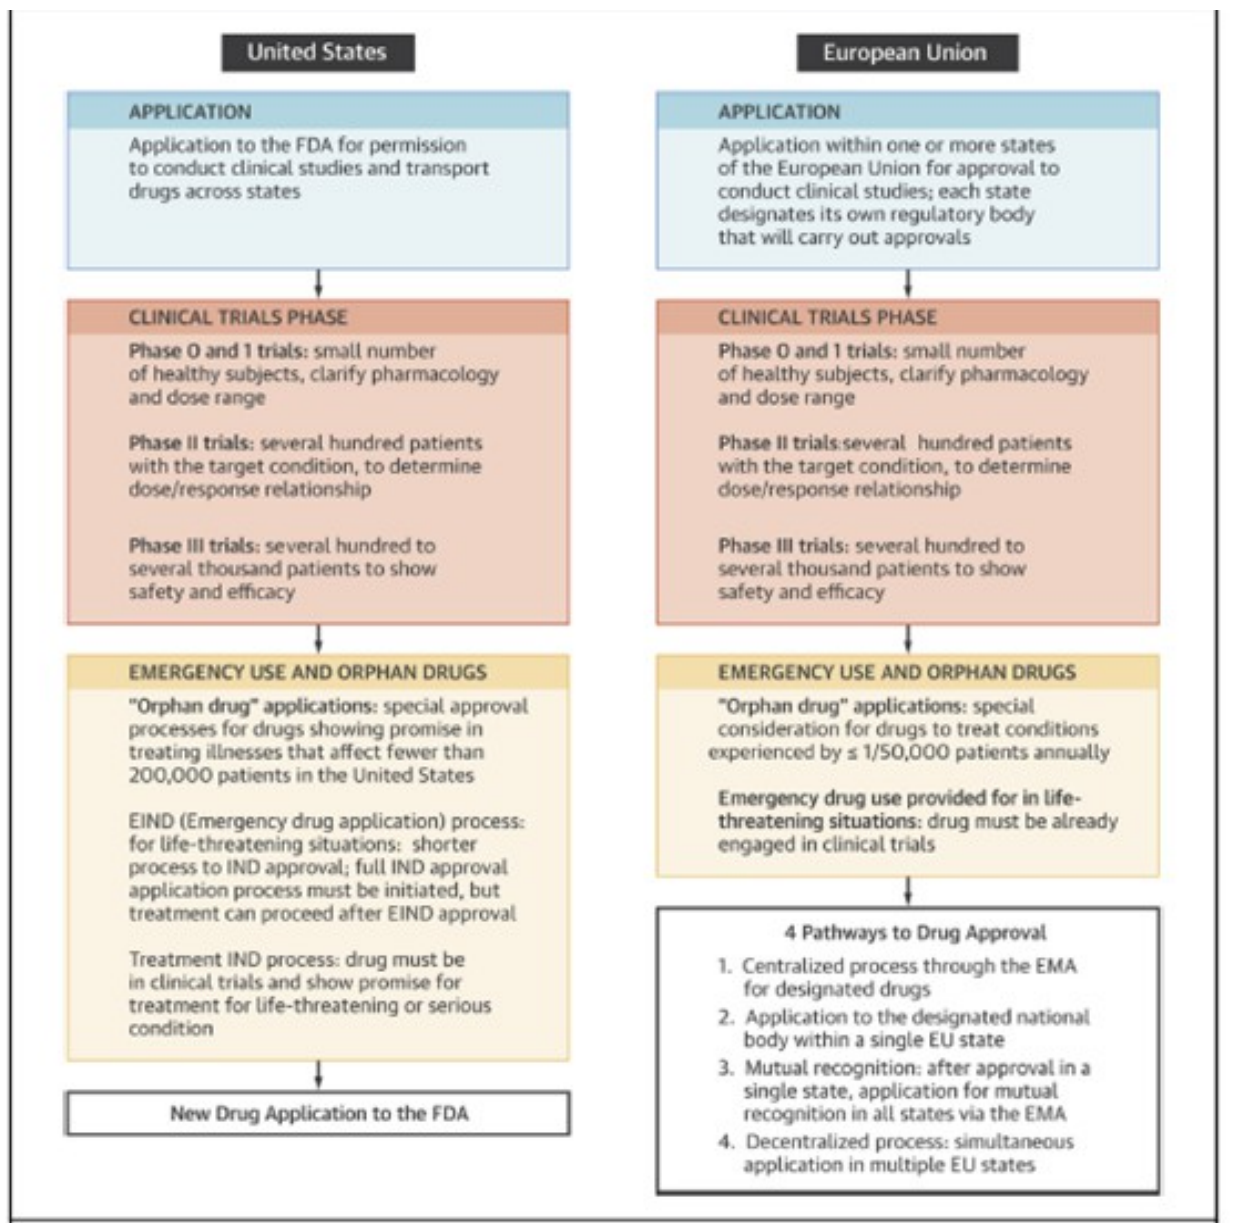 United States
APPLICATION
Application to the FDA for permission
to conduct clinical studies and transport
drugs across states
CLINICAL TRIALS PHASE
Phase 0 and 1 trials: small number
of healthy subjects, clarify pharmacology
and dose range
Phase II trials: several hundred patients
with the target condition, to determine
dose/response relationship
Phase III trials: several hundred to
several thousand patients to show
safety and efficacy
EMERGENCY USE AND ORPHAN DRUGS
"Orphan drug" applications: special approval
processes for drugs showing promise in
treating illnesses that affect fewer than
200,000 patients in the United States
EIND (Emergency drug application) process:
for life-threatening situations: shorter
process to IND approval; full IND approval
application process must be initiated, but
treatment can proceed after EIND approval
Treatment IND process: drug must be
in clinical trials and show promise for
treatment for life-threatening or serious
condition
New Drug Application to the FDA
European Union
APPLICATION
Application within one or more states
of the European Union for approval to
conduct clinical studies; each state
designates its own regulatory body
that will carry out approvals
CLINICAL TRIALS PHASE
Phase 0 and 1 trials: small number
of healthy subjects, clarify pharmacology
and dose range
Phase II trials:several hundred patients
with the target condition, to determine
dose/response relationship
Phase III trials: several hundred to
several thousand patients to show
safety and efficacy
EMERGENCY USE AND ORPHAN DRUGS
"Orphan drug" applications: special
consideration for drugs to treat conditions
experienced by ≤ 1/50,000 patients annually
Emergency drug use provided for in life-
threatening situations: drug must be already
engaged in clinical trials
4 Pathways to Drug Approval
1. Centralized process through the EMA
for designated drugs
2. Application to the designated national
body within a single EU state
3. Mutual recognition: after approval in a
single state, application for mutual
recognition in all states via the EMA
4. Decentralized process: simultaneous
application in multiple EU states